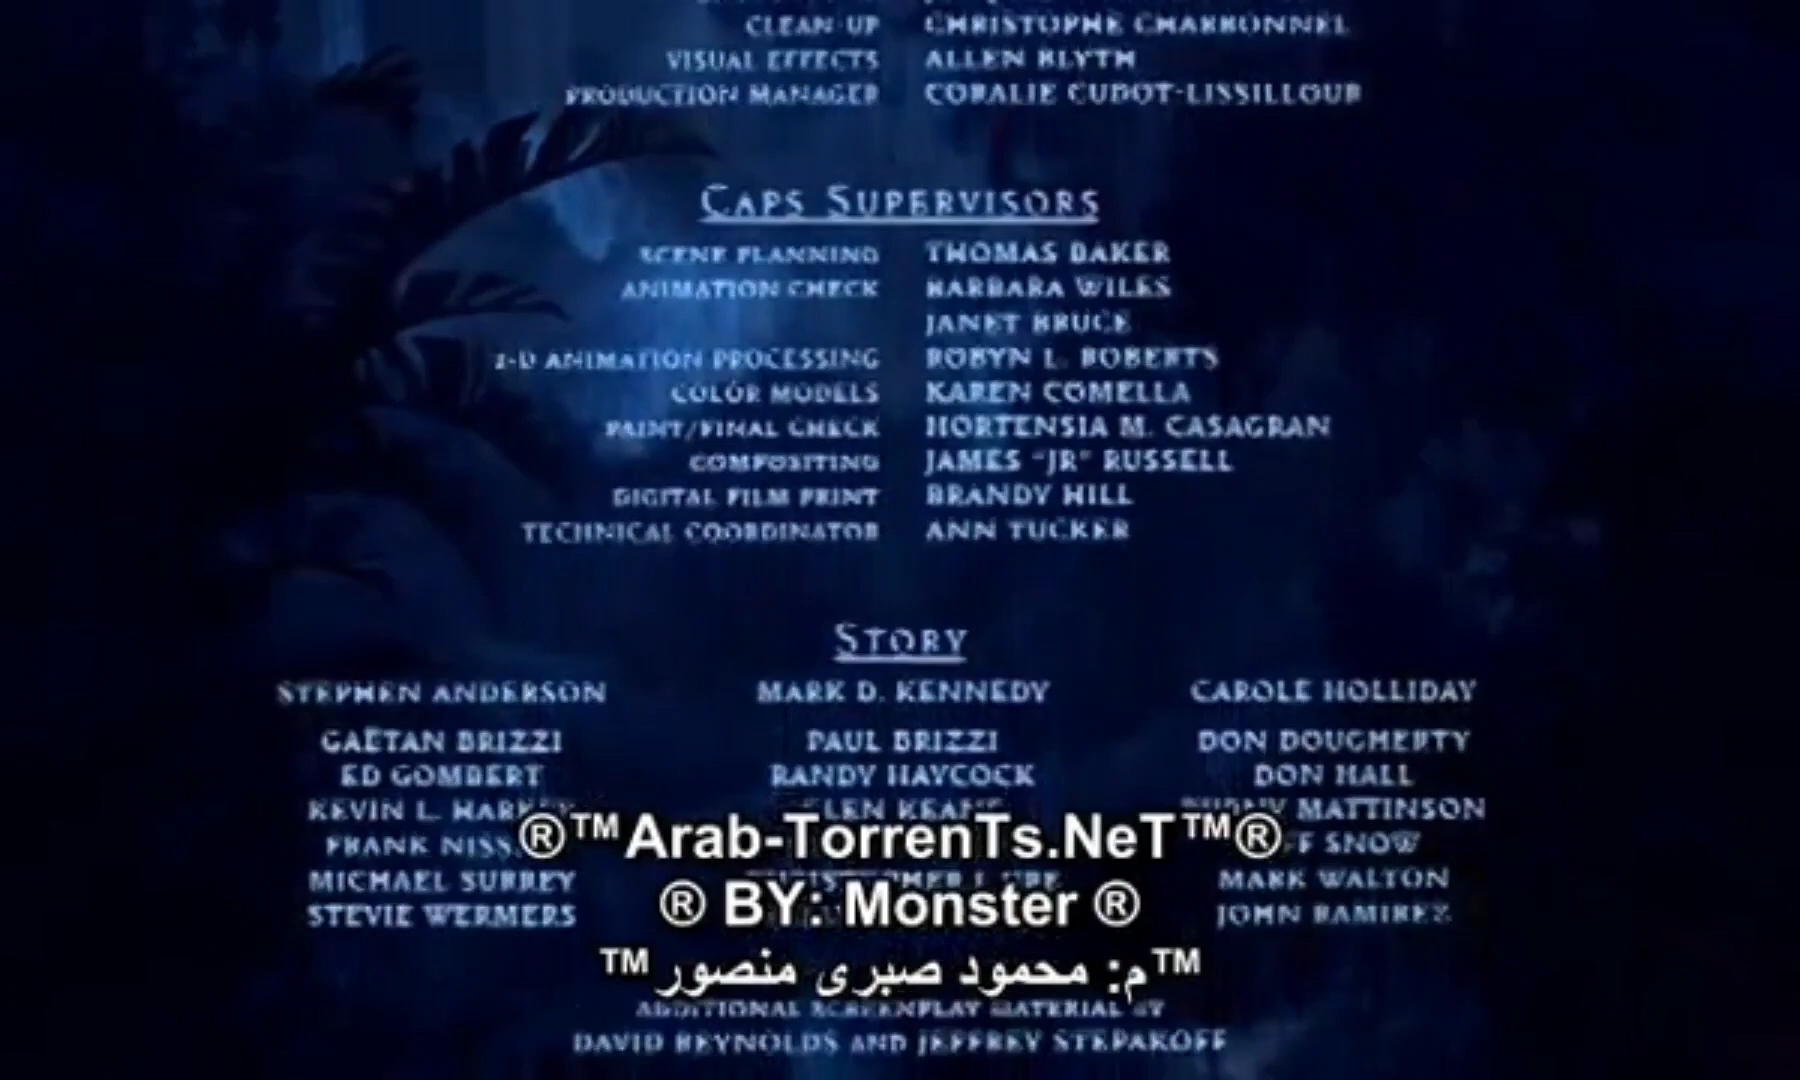 CLEAN-UP CHRISTOPHE CHARBONNEL
VISUAL EFFECTS ALLEN BLYTH
PRODUCTION MANAGER CORALIE CUDOT-LISSILLOUR
CAPS SUPERVISORS
SCENE PLANNING THOMAS BAKER
ANIMATION CHECK BARBARA WILES
JANET BRUCE
2-D ANIMATION PROCESSING ROBYN L. ROBERTS
COLOR MODELS KAREN COMELLA
PAINT/FINAL CHECK HORTENSIA M. CASAGRAN
COMPOSITING JAMES "JR" RUSSELL
DIGITAL FILM PRINT BRANDY HILL
TECHNICAL COORDINATOR ANN TUCKER
STORY
STEPHEN ANDERSON MARK D. KENNEDY CAROLE HOLLIDAY
GAËTAN BRIZZI PAUL BRIZZI DON DOUGHERTY
ED GOMBERT RANDY HAYCOCK DON HALL
KEVIN L. KEANE MATTINSON
®™Arab-TorrenTs.NeT™®
FRANK SNOW
MICHAEL SURREY MARK WALTON
® BY: Monster ®
STEVIE WERMERS JOHN RAMIREZ
™م: محمود صبرى منصور™
ADDITIONAL SCREENPLAY MATERIAL BY
DAVID REYNOLDS AND JEFFREY STEPAKOFF